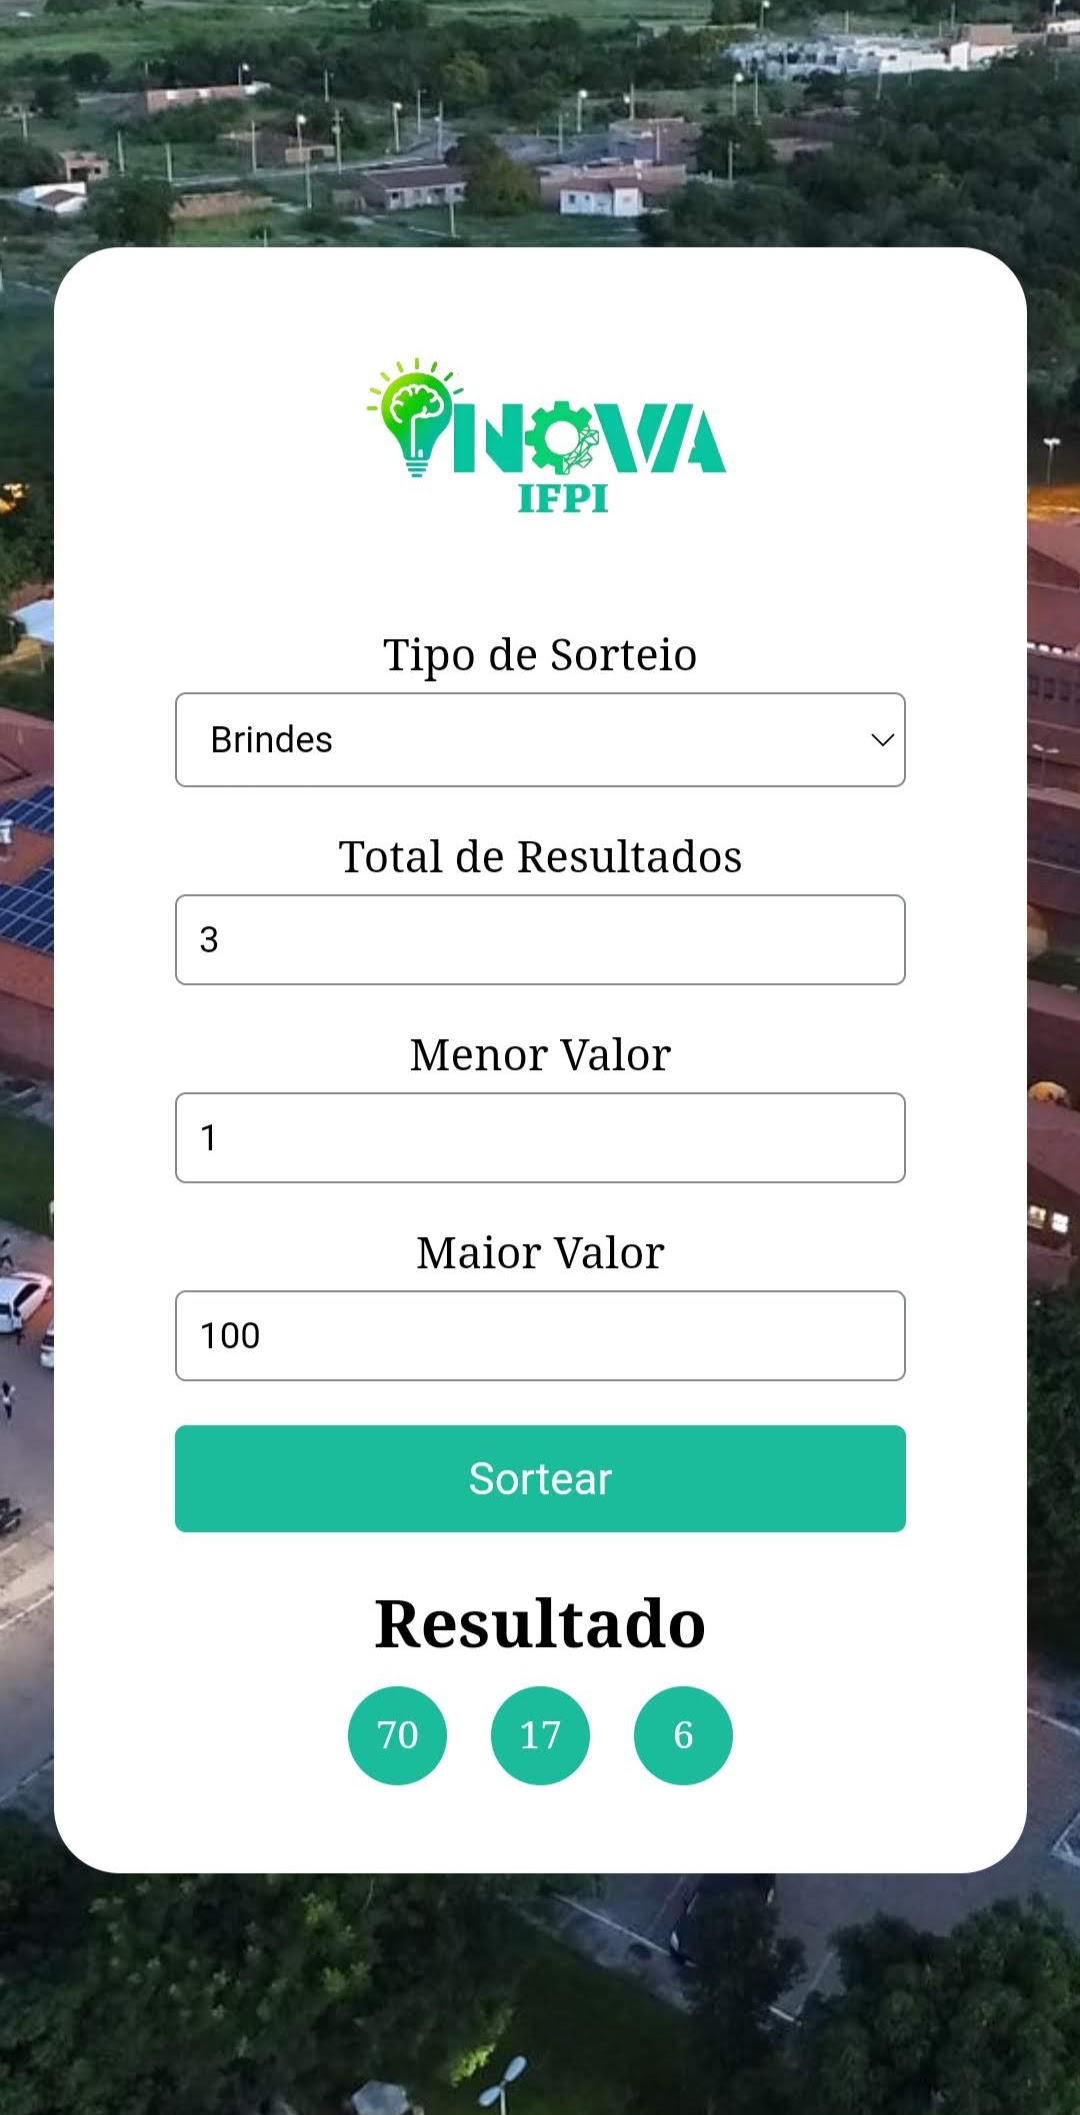 INOVA
IFPI
Tipo de Sorteio
Brindes
Total de Resultados
3
Menor Valor
1
Maior Valor
100
Sortear
Resultado
70 17 6